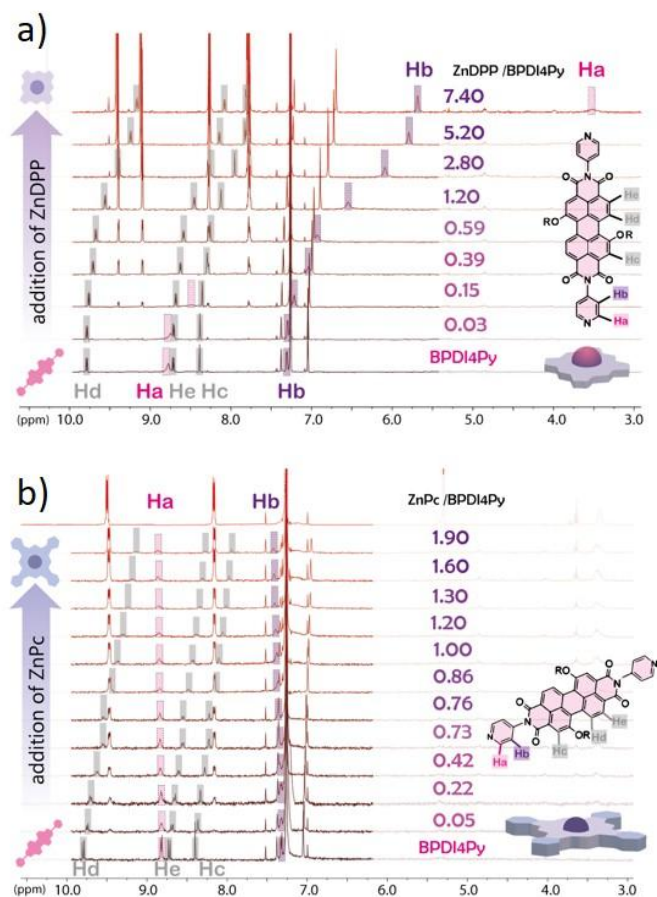 a)
Hb ZnDPP /BPDI4Py Ha
7.40
5.20
2.80
1.20
0.59
0.39
0.15
0.03
BPDI4Py
addition of ZnDPP
N
O N O
He
Hd
RO
OR
Hc
O N O
Hb
N Ha
Hd Ha He Hc Hb
(ppm) 10.0 9.0 8.0 7.0 6.0 5.0 4.0 3.0
b)
Ha Hb ZnPc /BPDI4Py
1.90
1.60
1.30
1.20
1.00
0.86
0.76
0.73
0.42
0.22
0.05
BPDI4Py
addition of ZnPc
N
RO O
N
O N O
He
N O OR Hd
Ha Hb Hc
Hd He Hc
(ppm) 10.0 9.0 8.0 7.0 6.0 5.0 4.0 3.0